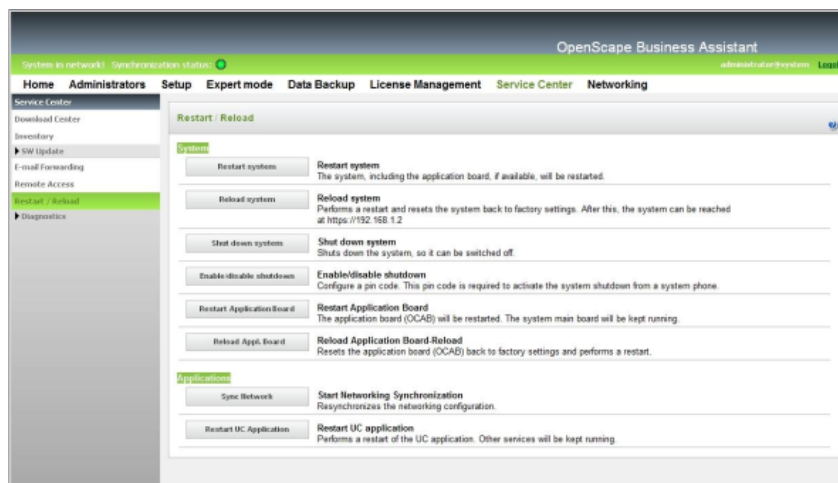 OpenScape Business Assistant
System in network! Synchronization status:
administrator@system
Home Administrators Setup Expert mode Data Backup License Management Service Center Networking
Service Center
Download Center
Inventory
SW Update
E-mail Forwarding
Remote Access
Restart / Reload
Diagnostics
Restart / Reload
System
Restart system
Restart system
The system, including the application board, if available, will be restarted.
Reload system
Reload system
Performs a restart and resets the system back to factory settings. After this, the system can be reached
at https://192.168.1.2
Shut down system
Shut down system
Shuts down the system, so it can be switched off.
Enable/disable shutdown
Enable/disable shutdown
Configure a pin code. This pin code is required to activate the system shutdown from a system phone.
Restart Application Board
Restart Application Board
The application board (OCAB) will be restarted. The system main board will be kept running.
Reload Appl. Board
Reload Application Board-Reload
Resets the application board (OCAB) back to factory settings and performs a restart.
Applications
Sync Network
Start Networking Synchronization
Resynchronizes the networking configuration.
Restart UC Application
Restart UC application
Performs a restart of the UC application. Other services will be kept running.